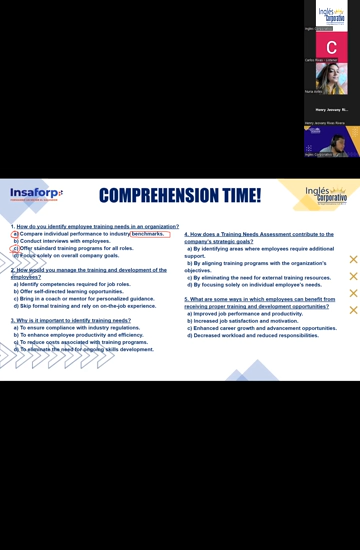 Inglés
Corporativo
C
Henry Jeovany Ri...
Insaforp
COMPREHENSION TIME!
Inglés
Corporativo
1. How do you identify employee training needs in an organization?
a) Compare individual performance to industry benchmarks.
b) Conduct interviews with employees.
c) Offer standard training programs for all roles.
d) Focus solely on overall company goals.
2. How would you manage the training and development of the
employees?
a) Identify competencies required for job roles.
b) Offer self-directed learning opportunities.
c) Bring in a coach or mentor for personalized guidance.
d) Skip formal training and rely on on-the-job experience.
3. Why is it important to identify training needs?
a) To ensure compliance with industry regulations.
b) To enhance employee productivity and efficiency.
c) To reduce costs associated with training programs.
d) To eliminate the need for ongoing skills development.
4. How does a Training Needs Assessment contribute to the
company's strategic goals?
a) By identifying areas where employees require additional
support.
b) By aligning training programs with the organization's
objectives.
c) By eliminating the need for external training resources.
d) By focusing solely on individual employee's needs.
5. What are some ways in which employees can benefit from
receiving proper training and development opportunities?
a) Improved job performance and productivity.
b) Increased job satisfaction and motivation.
c) Enhanced career growth and advancement opportunities.
d) Decreased workload and reduced responsibilities.